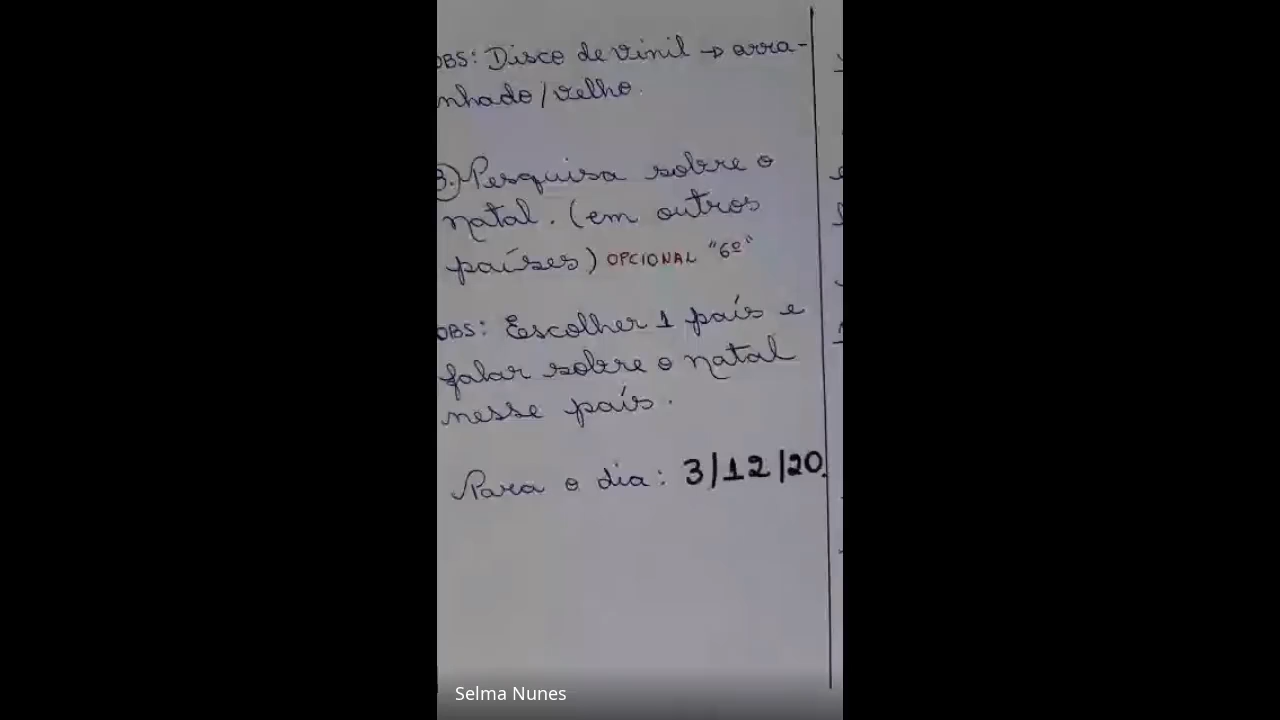 OBS: Disco de vinil → arra-
nhado/velho.
3. Pesquisa sobre o
natal. (em outros
países) OPCIONAL "6º"
OBS: Escolher 1 país e
falar sobre o natal
nesse país.
Para o dia: 3/12/20.
Selma Nunes